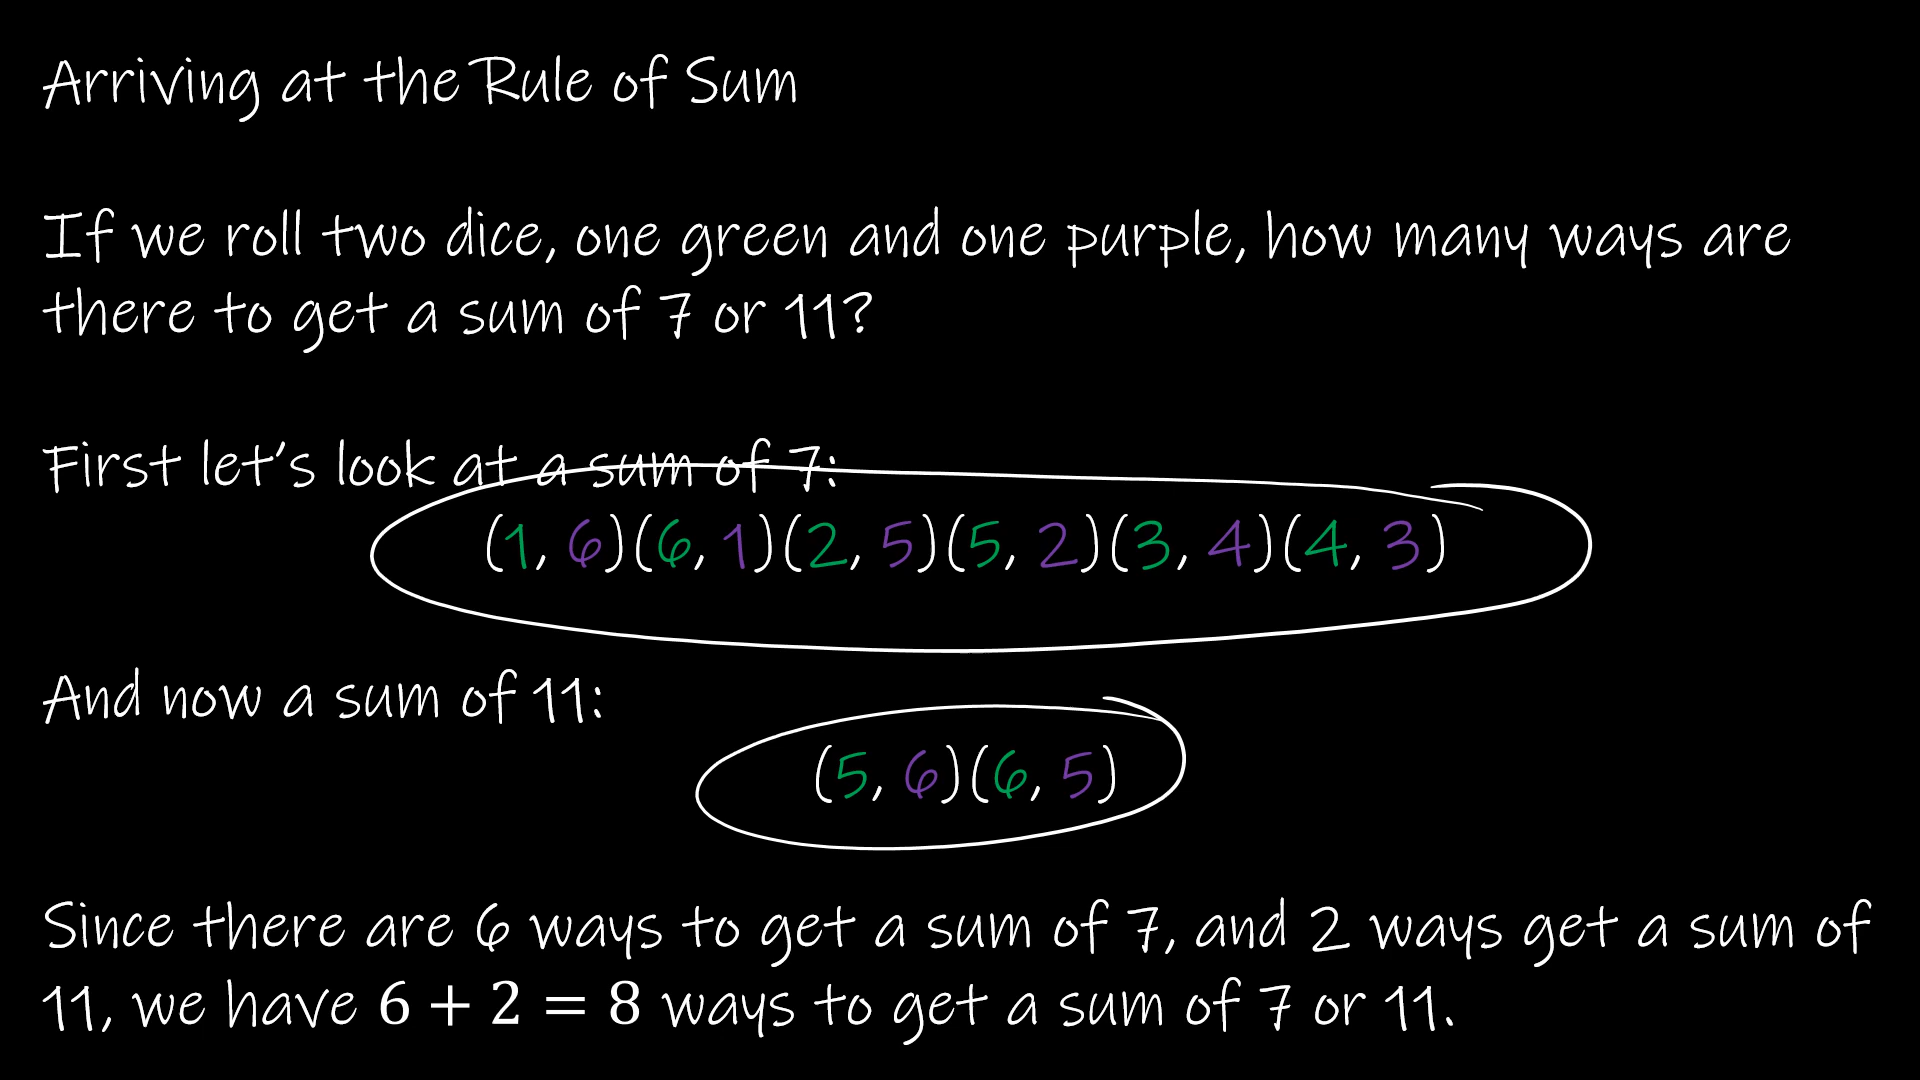 Arriving at the Rule of Sum
If we roll two dice, one green and one purple, how many ways are
there to get a sum of 7 or 11?
First let's look at a sum of 7:
(1, 6)(6, 1)(2, 5)(5, 2)(3, 4)(4, 3)
And now a sum of 11:
(5, 6)(6, 5)
Since there are 6 ways to get a sum of 7, and 2 ways get a sum of
11, we have 6 + 2 = 8 ways to get a sum of 7 or 11.